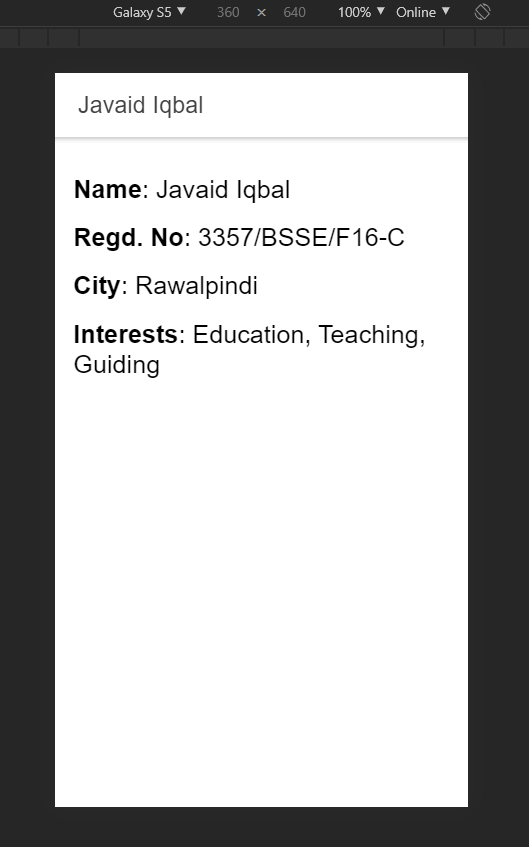 Galaxy S5 ▼ 360 × 640 100% ▼ Online ▼
Javaid Iqbal
Name: Javaid Iqbal
Regd. No: 3357/BSSE/F16-C
City: Rawalpindi
Interests: Education, Teaching,
Guiding